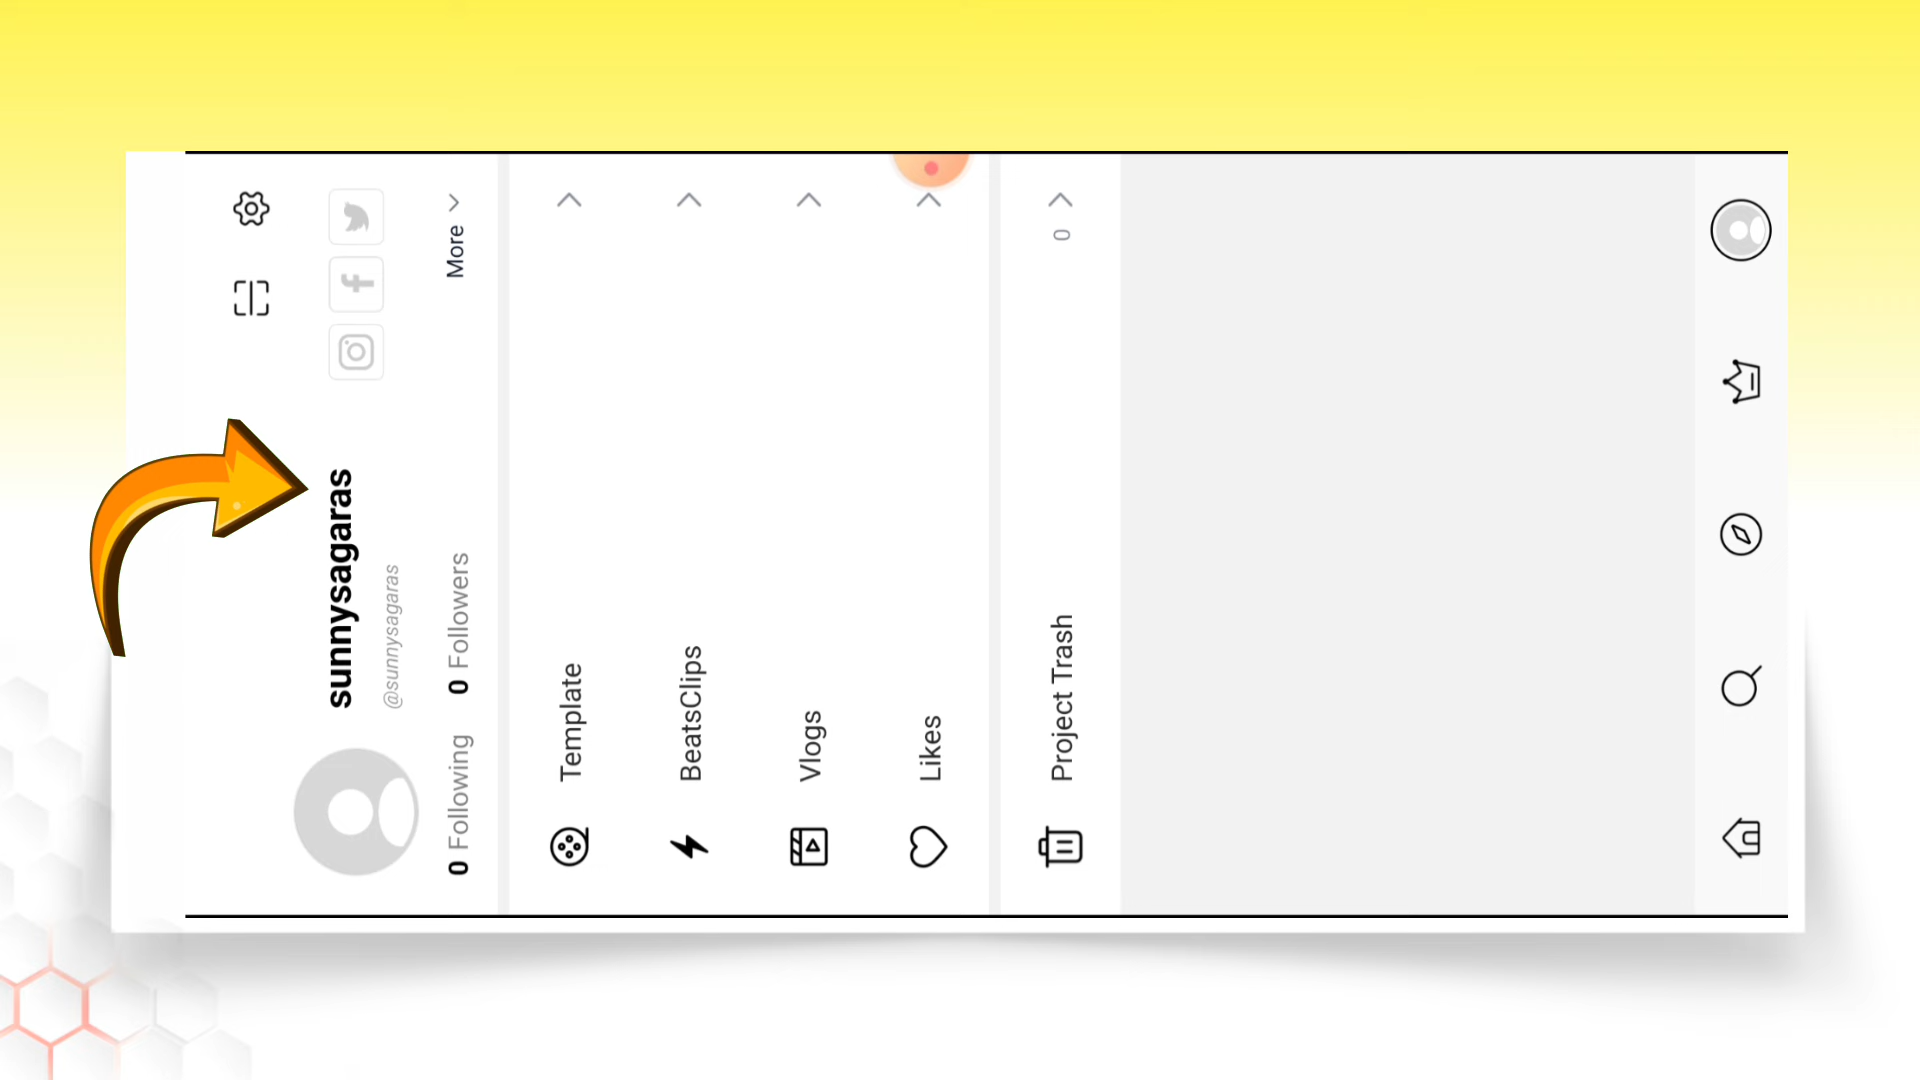 sunnysagaras
@sunnysagaras
0 Following 0 Followers
More
Template
BeatsClips
Vlogs
Likes
Project Trash 0